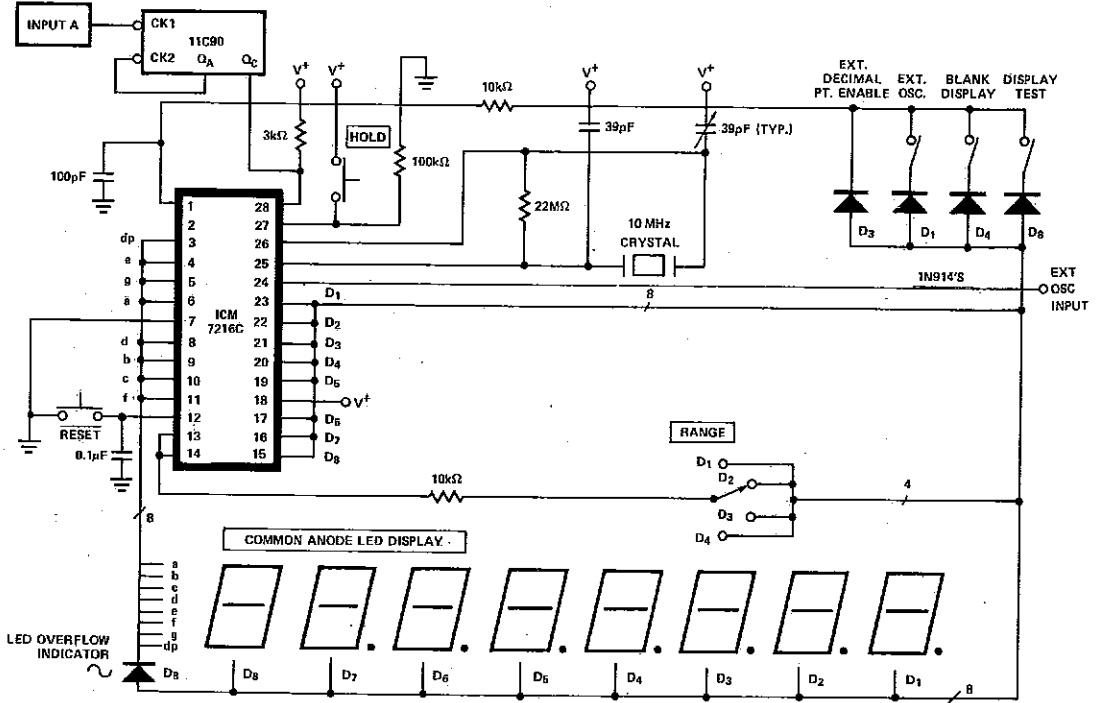 INPUT A
CK1
11C90
CK2
QA
QC
V+
V+
HOLD
3kΩ
100kΩ
10kΩ
V+
V+
39pF
39pF (TYP.)
22MΩ
10 MHz
CRYSTAL
EXT.
DECIMAL
PT. ENABLE
EXT.
OSC.
BLANK
DISPLAY
DISPLAY
TEST
D3
D1
D4
D8
1N914'S
EXT
OSC
INPUT
100pF
ICM
7216C
1
2
3
4
5
6
7
8
9
10
11
12
13
14
28
27
26
25
24
23
22
21
20
19
18
17
16
15
dp
e
g
a
d
b
c
f
D1
D2
D3
D4
D5
V+
D6
D7
D8
8
RESET
0.1µF
10kΩ
RANGE
D1
D2
D3
D4
4
8
COMMON ANODE LED DISPLAY
a
b
d
e
f
g
dp
LED OVERFLOW
INDICATOR
D8
D8
D7
D6
D5
D4
D3
D2
D1
8